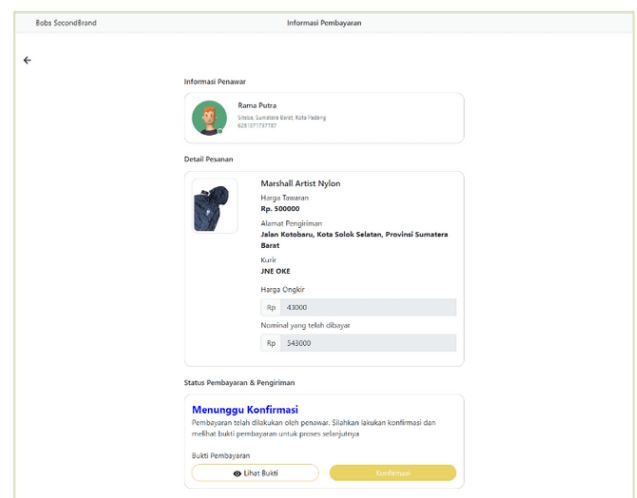 Bobs SecondBrand
Informasi Pembayaran
Informasi Penawar
Rama Putra
Siteba, Sumatera Barat, Kota Padang
Detail Pesanan
Marshall Artist Nylon
Harga Tawaran
Rp. 500000
Alamat Pengiriman
Jalan Kotobaru, Kota Solok Selatan, Provinsi Sumatera
Barat
Kurir
JNE OKE
Harga Ongkir
Rp 43000
Nominal yang telah dibayar
Rp 543000
Status Pembayaran & Pengiriman
Menunggu Konfirmasi
Pembayaran telah dilakukan oleh penawar. Silahkan lakukan konfirmasi dan
melihat bukti pembayaran untuk proses selanjutnya
Bukti Pembayaran
Lihat Bukti
Konfirmasi